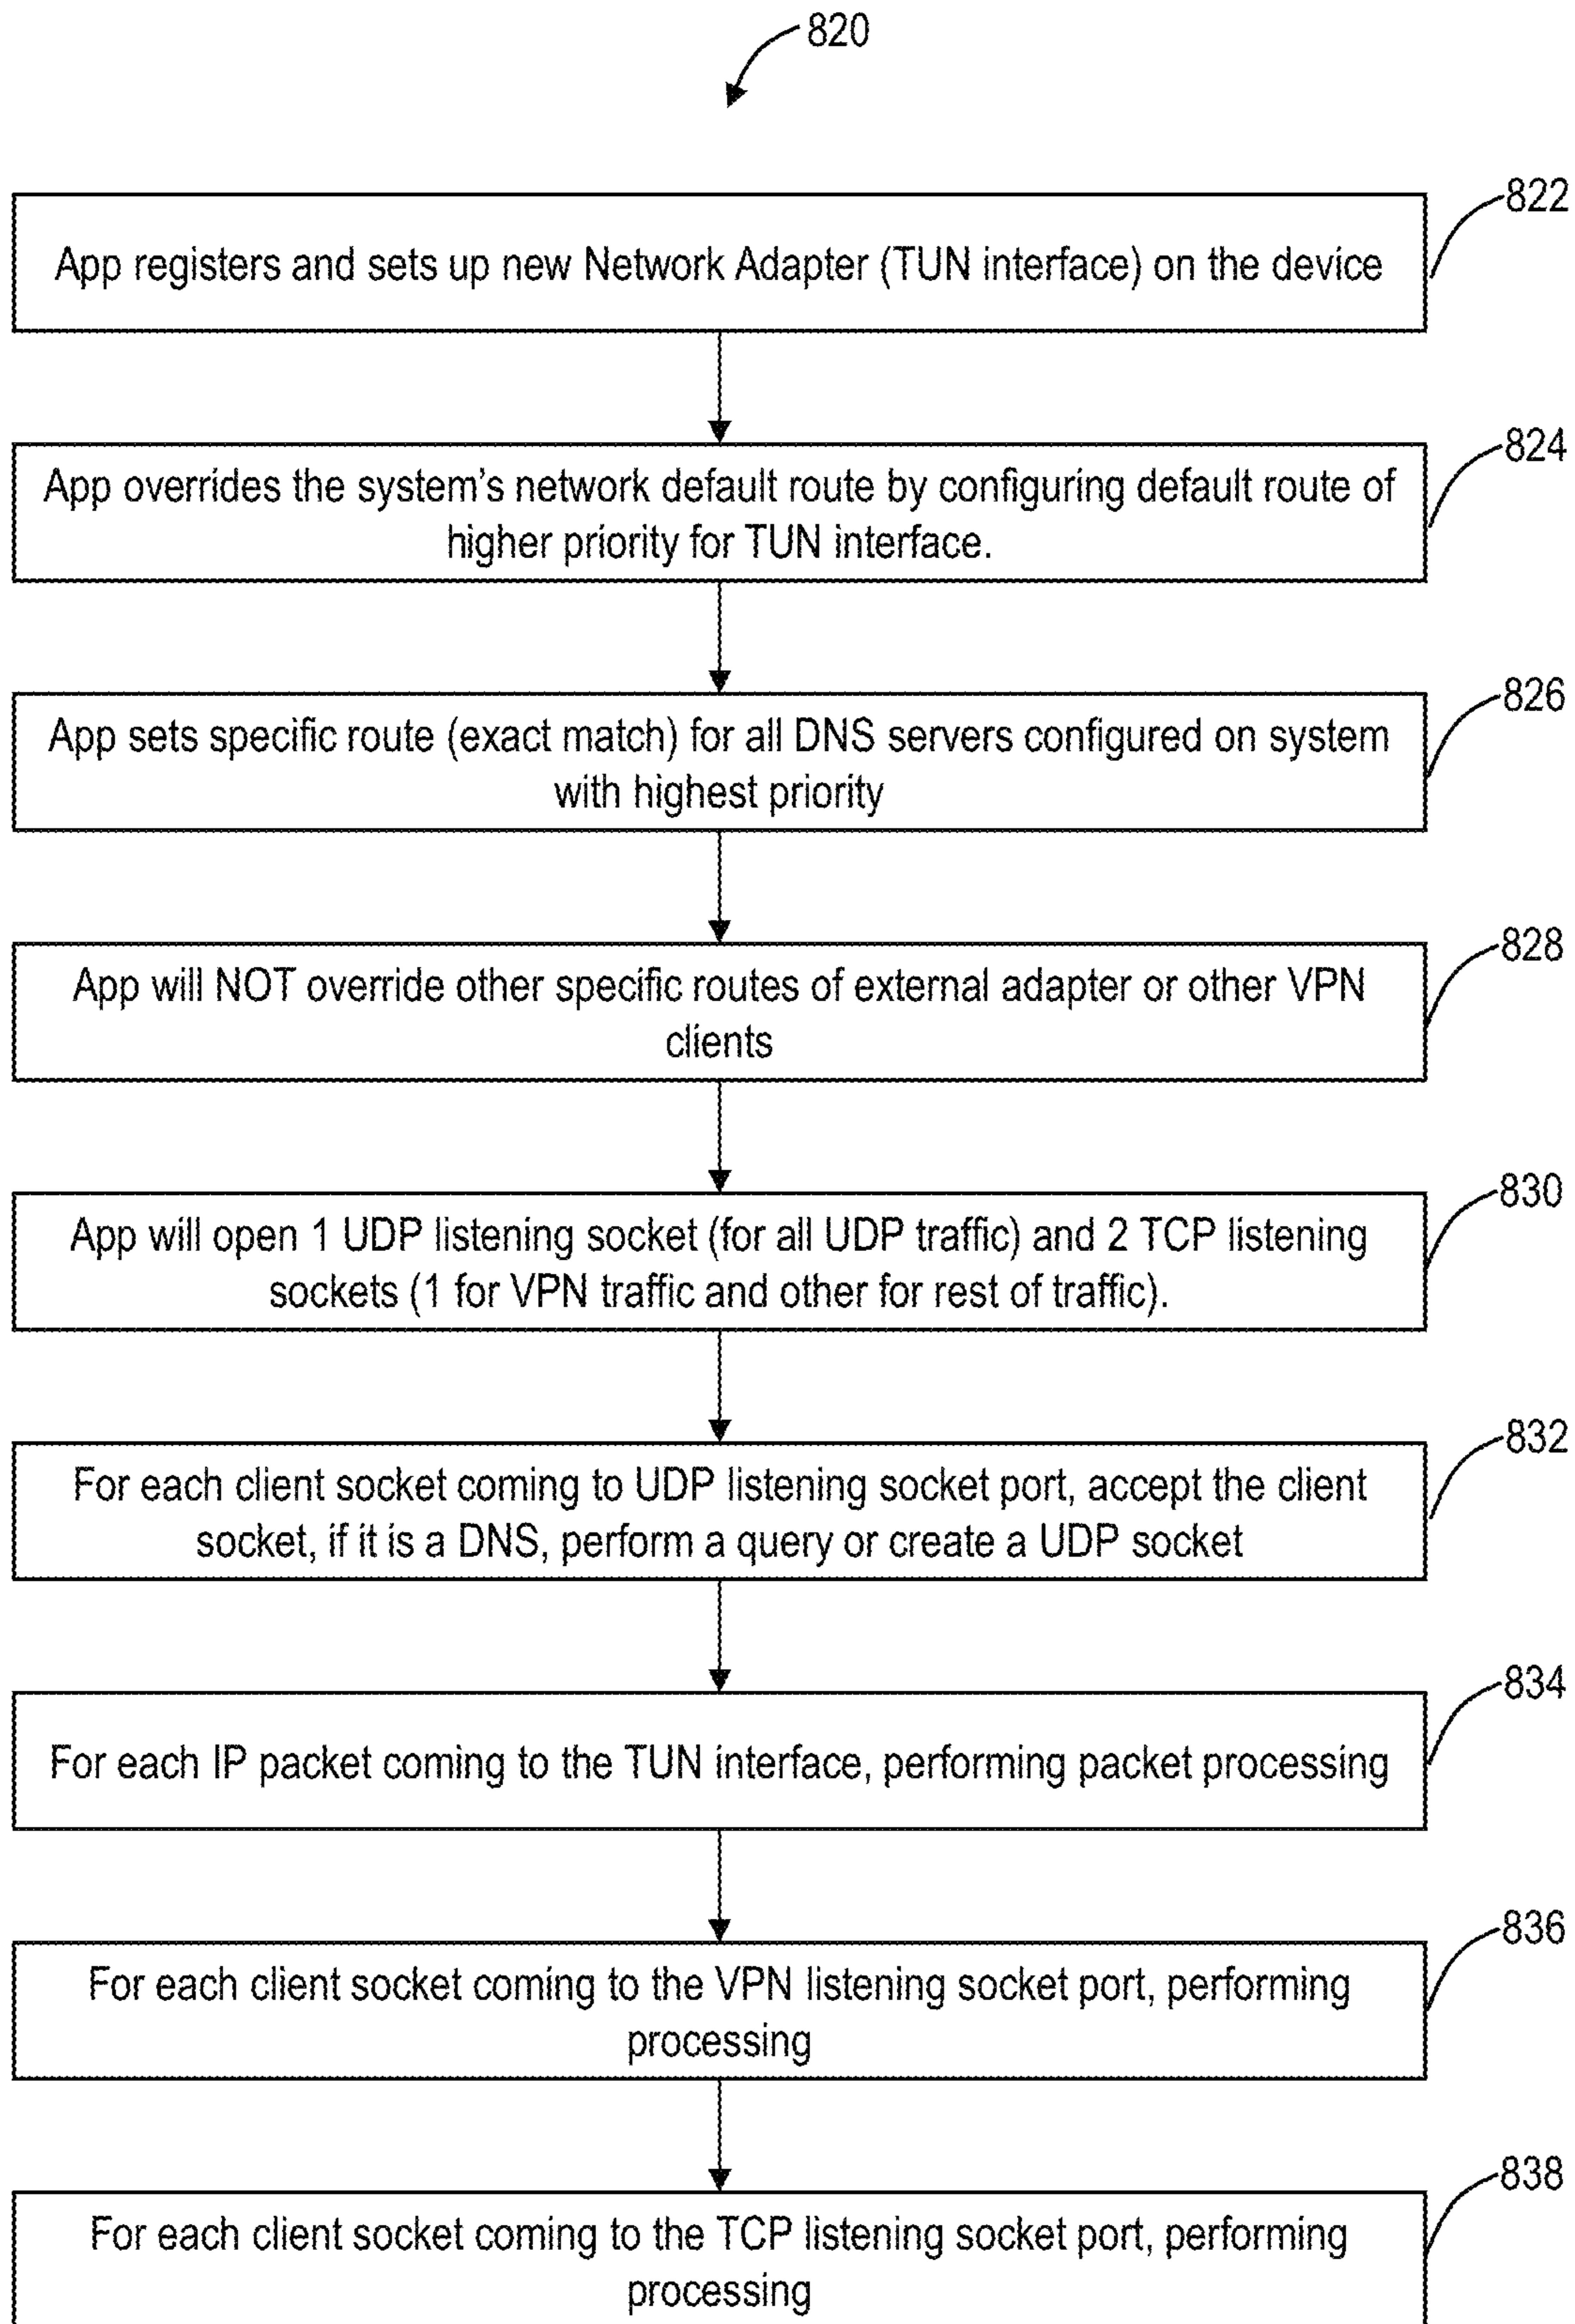 820
822
App registers and sets up new Network Adapter (TUN interface) on the device
824
App overrides the system's network default route by configuring default route of
higher priority for TUN interface.
826
App sets specific route (exact match) for all DNS servers configured on system
with highest priority
828
App will NOT override other specific routes of external adapter or other VPN
clients
830
App will open 1 UDP listening socket (for all UDP traffic) and 2 TCP listening
sockets (1 for VPN traffic and other for rest of traffic).
832
For each client socket coming to UDP listening socket port, accept the client
socket, if it is a DNS, perform a query or create a UDP socket
834
For each IP packet coming to the TUN interface, performing packet processing
836
For each client socket coming to the VPN listening socket port, performing
processing
838
For each client socket coming to the TCP listening socket port, performing
processing